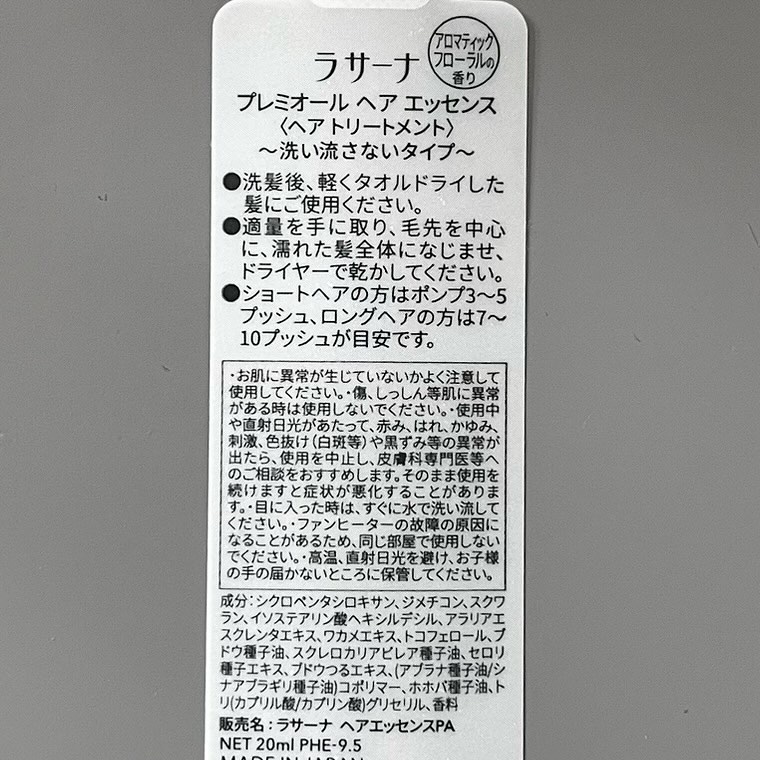 アロマティック
フローラルの
香り
ラサーナ
プレミオール ヘア エッセンス
〈ヘア トリートメント〉
〜洗い流さないタイプ〜
●洗髪後、軽くタオルドライした
髪にご使用ください。
●適量を手に取り、毛先を中心
に、濡れた髪全体になじませ、
ドライヤーで乾かしてください。
●ショートヘアの方はポンプ3〜5
プッシュ、ロングヘアの方は7〜
10プッシュが目安です。
・お肌に異常が生じていないかよく注意して
使用してください。・傷、しっしん等肌に異常
がある時は使用しないでください。・使用中
や直射日光があたって、赤み、はれ、かゆみ、
刺激、色抜け（白斑等）や黒ずみ等の異常が
出たら、使用を中止し、皮膚科専門医等へ
のご相談をおすすめします。そのまま使用を
続けますと症状が悪化することがありま
す。・目に入った時は、すぐに水で洗い流して
ください。・ファンヒーターの故障の原因に
なることがあるため、同じ部屋で使用しない
でください。・高温、直射日光を避け、お子様
の手の届かないところに保管してください。
成分：シクロペンタシロキサン、ジメチコン、スクワ
ラン、イソステアリン酸ヘキシルデシル、アラリアエ
スクレンタエキス、ワカメエキス、トコフェロール、ブ
ドウ種子油、スクレロカリアビレア種子油、セロリ
種子エキス、ブドウつるエキス、（アブラナ種子油/シ
ナアブラギリ種子油）コポリマー、ホホバ種子油、ト
リ（カプリル酸/カプリン酸）グリセリル、香料
販売名：ラサーナ ヘアエッセンスPA
NET 20ml PHE-9.5
MADE IN JAPAN